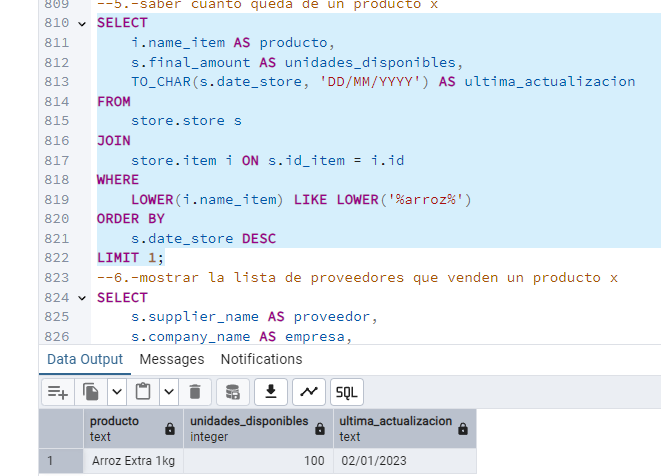 809 --5.-saber cuanto queda de un producto x
810 SELECT
811 i.name_item AS producto,
812 s.final_amount AS unidades_disponibles,
813 TO_CHAR(s.date_store, 'DD/MM/YYYY') AS ultima_actualizacion
814 FROM
815 store.store s
816 JOIN
817 store.item i ON s.id_item = i.id
818 WHERE
819 LOWER(i.name_item) LIKE LOWER('%arroz%')
820 ORDER BY
821 s.date_store DESC
822 LIMIT 1;
823 --6.-mostrar la lista de proveedores que venden un producto x
824 SELECT
825 s.supplier_name AS proveedor,
826 s.company_name AS empresa,
Data Output Messages Notifications
SQL
producto unidades_disponibles ultima_actualizacion
text integer text
1 Arroz Extra 1kg 100 02/01/2023